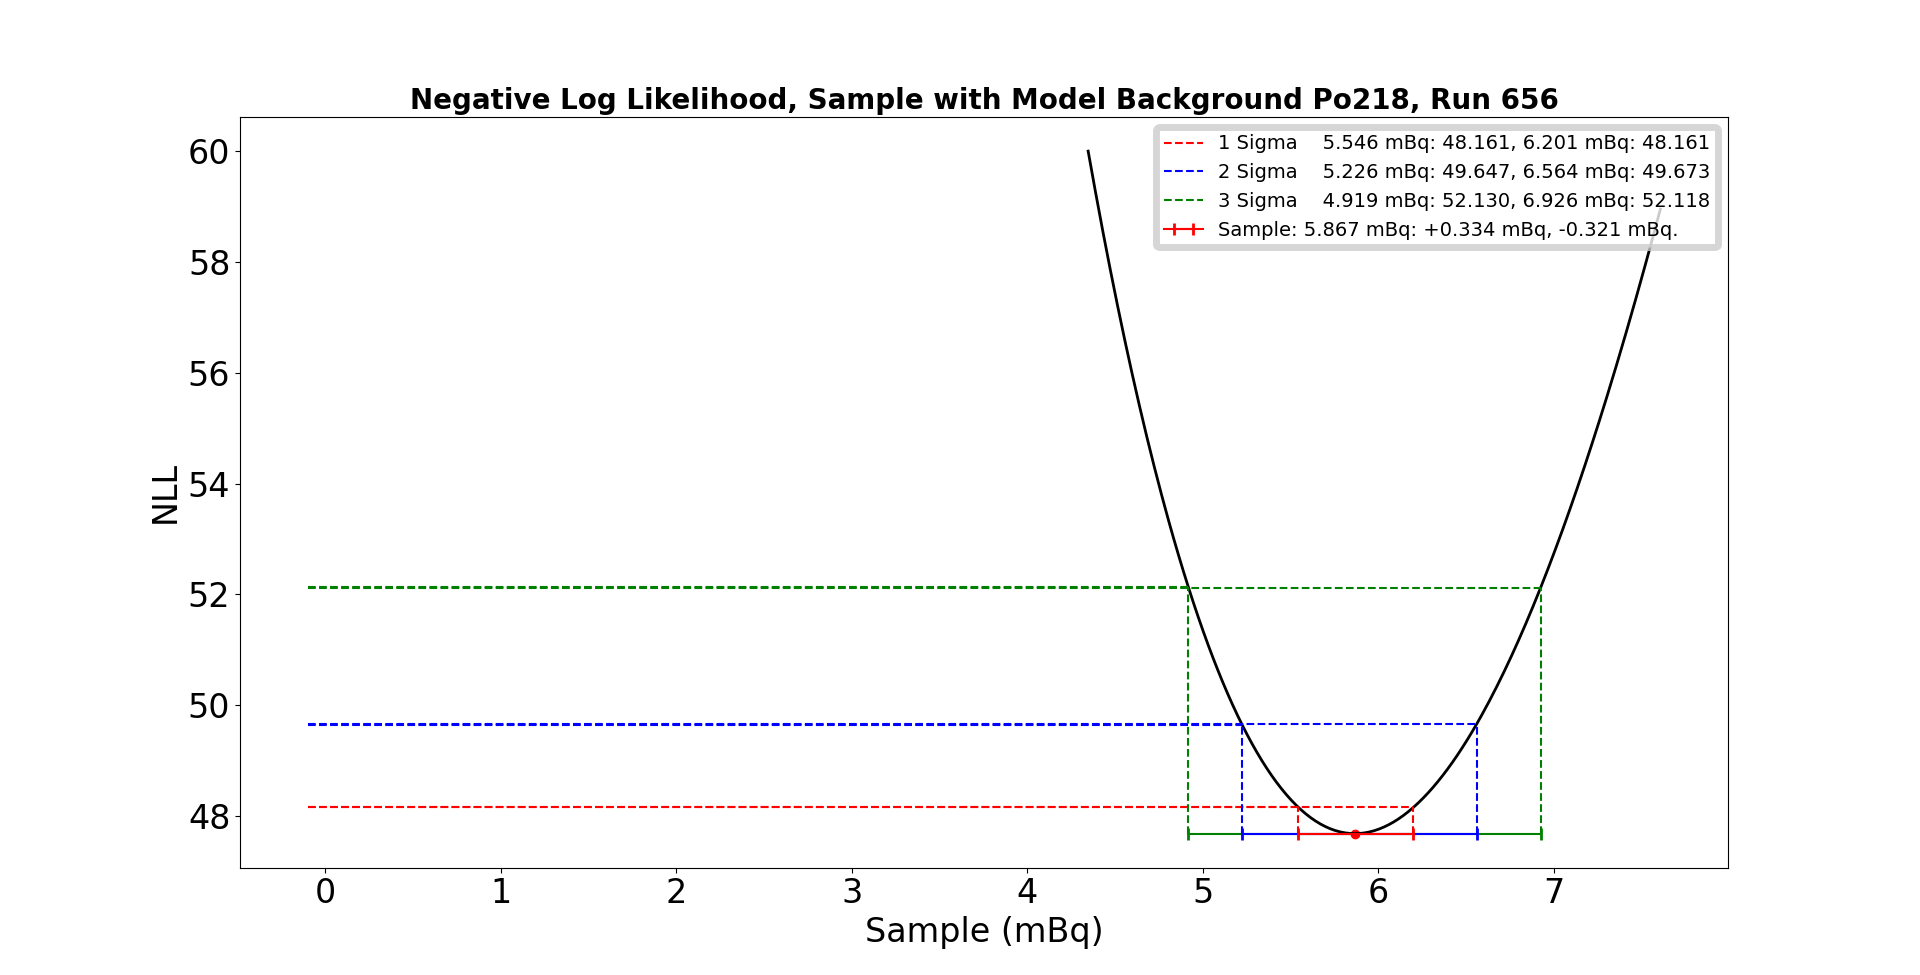 Negative Log Likelihood, Sample with Model Background Po218, Run 656
1 Sigma    5.546 mBq: 48.161, 6.201 mBq: 48.161
2 Sigma    5.226 mBq: 49.647, 6.564 mBq: 49.673
3 Sigma    4.919 mBq: 52.130, 6.926 mBq: 52.118
Sample: 5.867 mBq: +0.334 mBq, -0.321 mBq.
60
58
56
54
52
50
48
NLL
0 1 2 3 4 5 6 7
Sample (mBq)